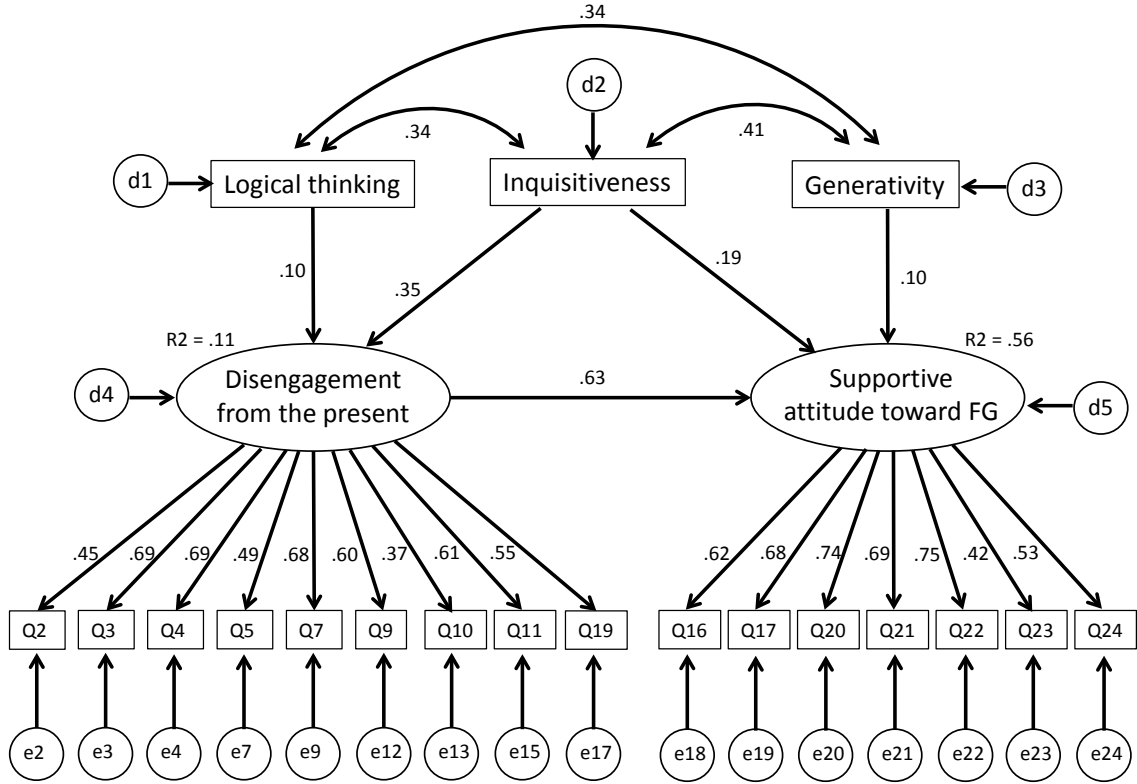 .34
d2
.34
.41
d1
Logical thinking
Inquisitiveness
Generativity
d3
.10
.35
.19
.10
R2 = .11
R2 = .56
d4
Disengagement
from the present
.63
Supportive
attitude toward FG
d5
.45
.69
.69
.49
.68
.60
.37
.61
.55
.62
.68
.74
.69
.75
.42
.53
Q2
Q3
Q4
Q5
Q7
Q9
Q10
Q11
Q19
Q16
Q17
Q20
Q21
Q22
Q23
Q24
e2
e3
e4
e7
e9
e12
e13
e15
e17
e18
e19
e20
e21
e22
e23
e24